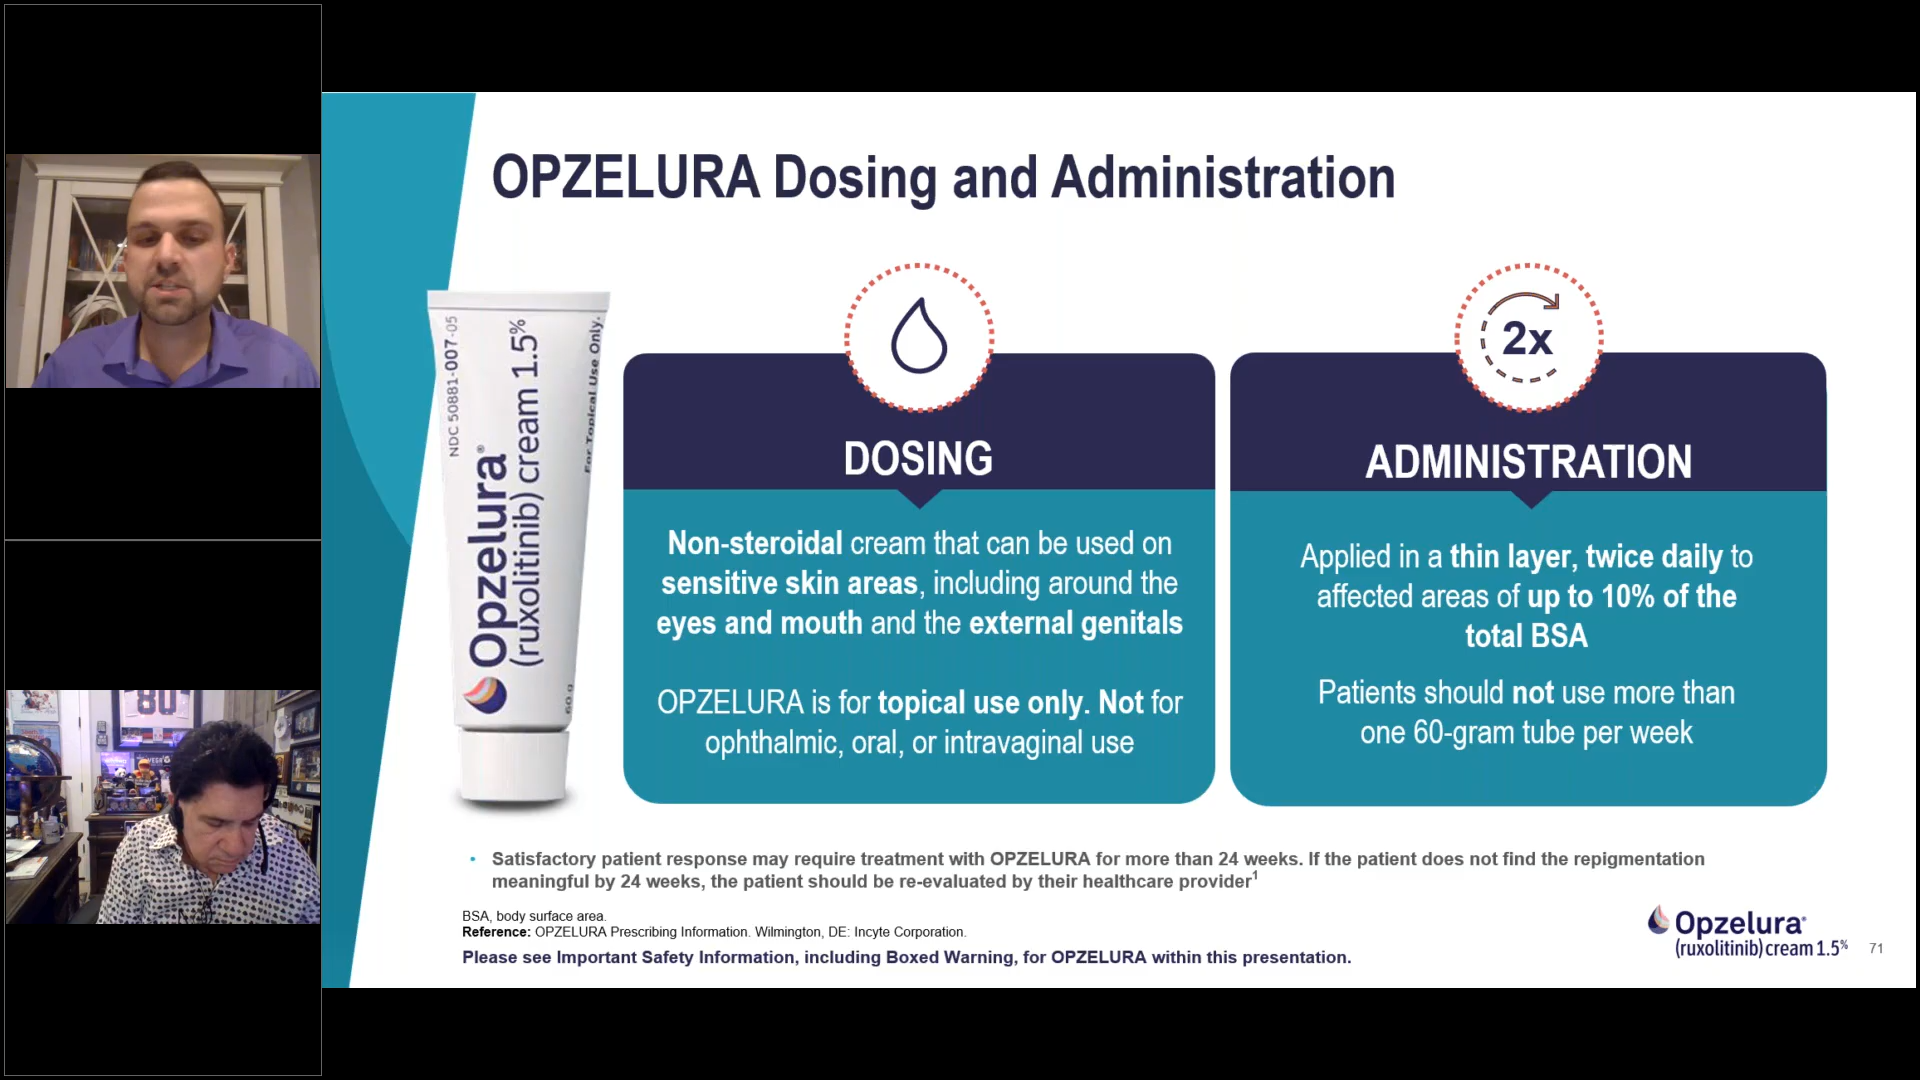 OPZELURA Dosing and Administration
NDC 50881-007-05
Opzelura®
(ruxolitinib) cream 1.5%
For Topical Use Only.
60 g
DOSING
Non-steroidal cream that can be used on
sensitive skin areas, including around the
eyes and mouth and the external genitals
OPZELURA is for topical use only. Not for
ophthalmic, oral, or intravaginal use
2x
ADMINISTRATION
Applied in a thin layer, twice daily to
affected areas of up to 10% of the
total BSA
Patients should not use more than
one 60-gram tube per week
• Satisfactory patient response may require treatment with OPZELURA for more than 24 weeks. If the patient does not find the repigmentation
meaningful by 24 weeks, the patient should be re-evaluated by their healthcare provider1
BSA, body surface area.
Reference: OPZELURA Prescribing Information. Wilmington, DE: Incyte Corporation.
Please see Important Safety Information, including Boxed Warning, for OPZELURA within this presentation.
Opzelura®
(ruxolitinib) cream 1.5%
71
80